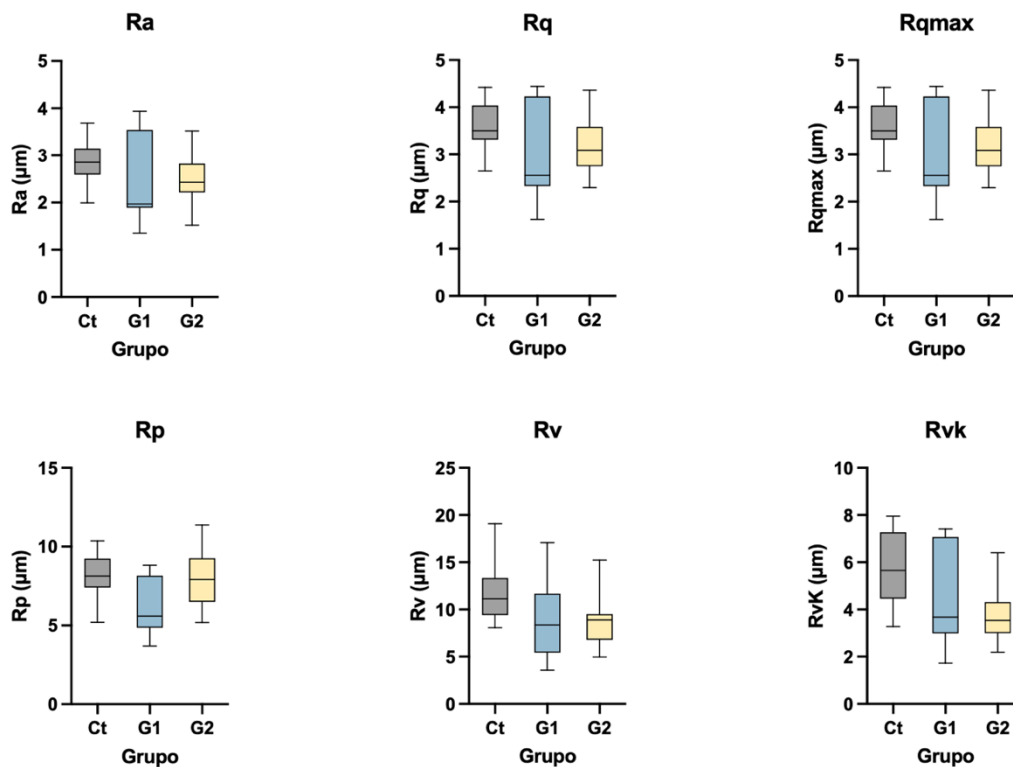 Ra
Ra (µm)
5
4
3
2
1
0
Ct G1 G2
Grupo
Rq
Rq (µm)
5
4
3
2
1
0
Ct G1 G2
Grupo
Rqmax
Rqmax (µm)
5
4
3
2
1
0
Ct G1 G2
Grupo
Rp
Rp (µm)
15
10
5
0
Ct G1 G2
Grupo
Rv
Rv (µm)
25
20
15
10
5
0
Ct G1 G2
Grupo
Rvk
RvK (µm)
10
8
6
4
2
0
Ct G1 G2
Grupo